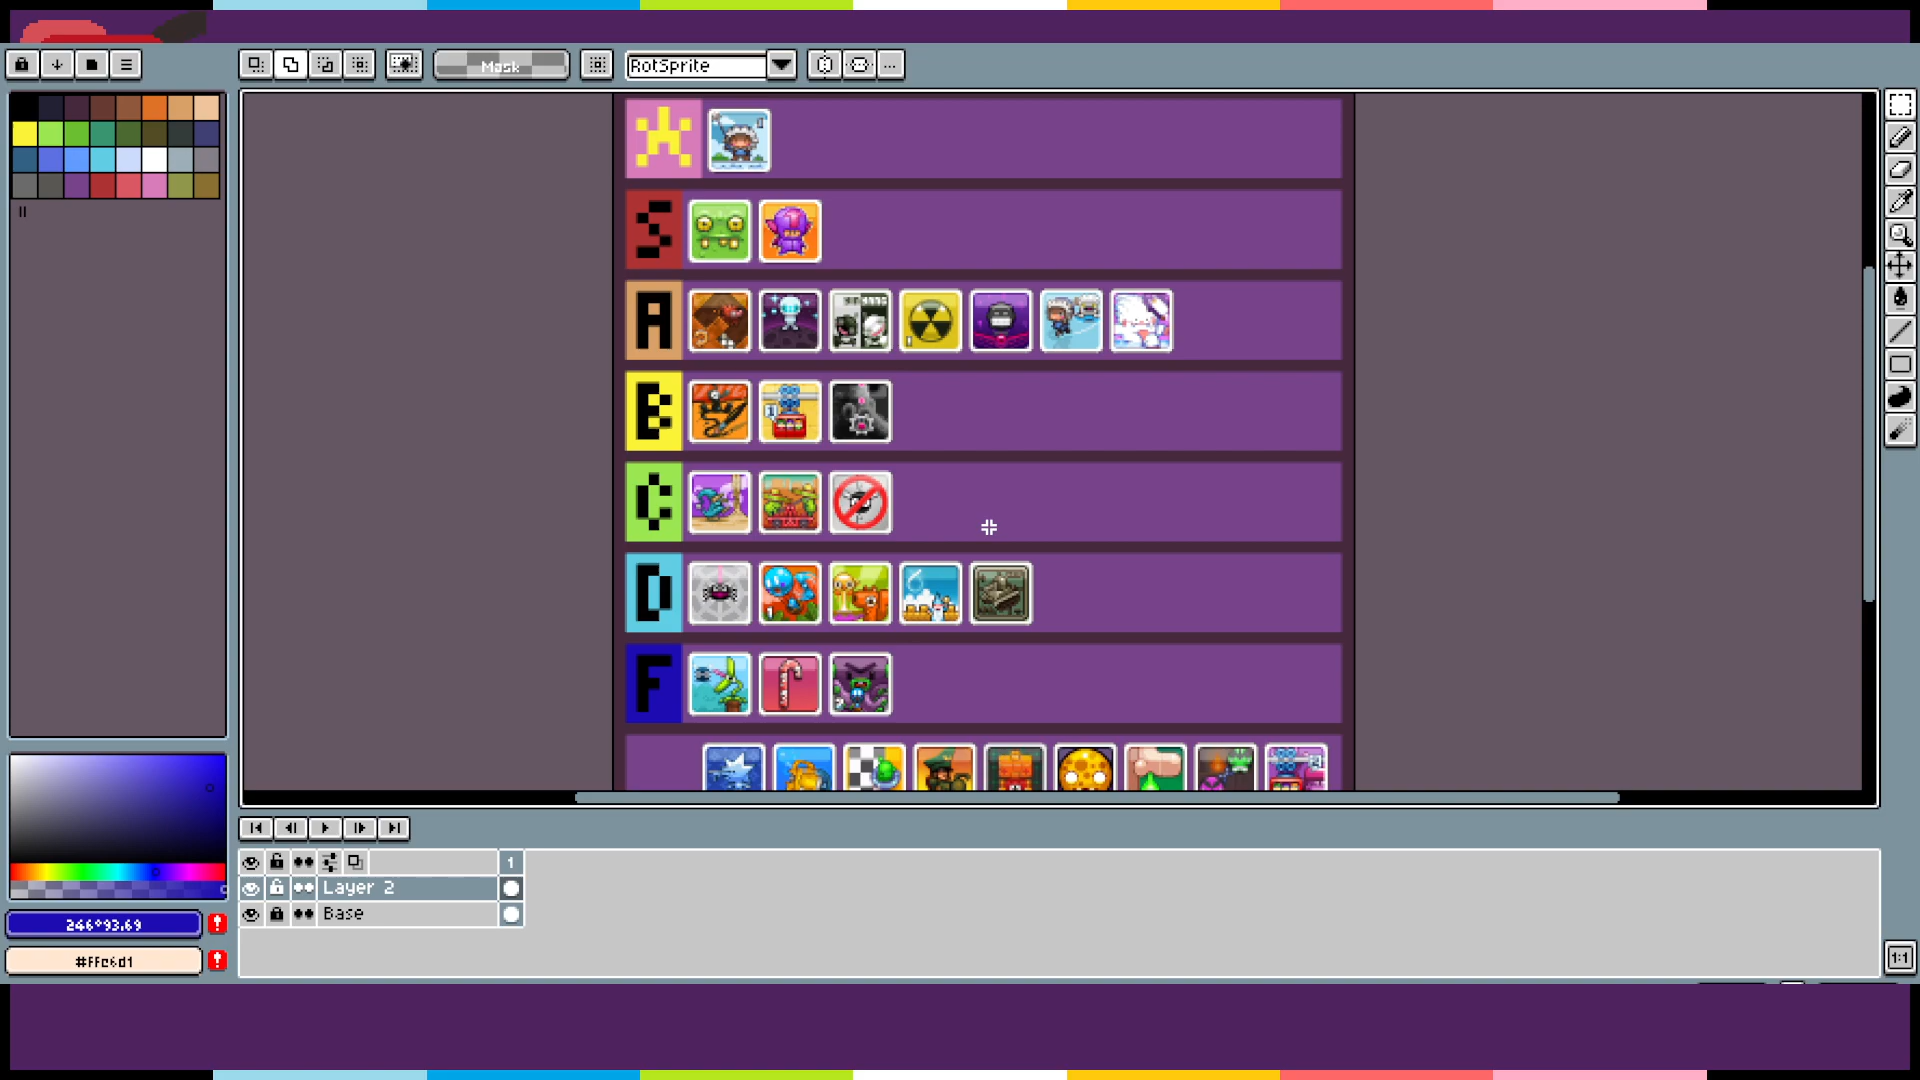 Mask
RotSprite
S
A
B
C
D
F
1
Layer 2
Base
246°93.69
#ffe6d1
1:1